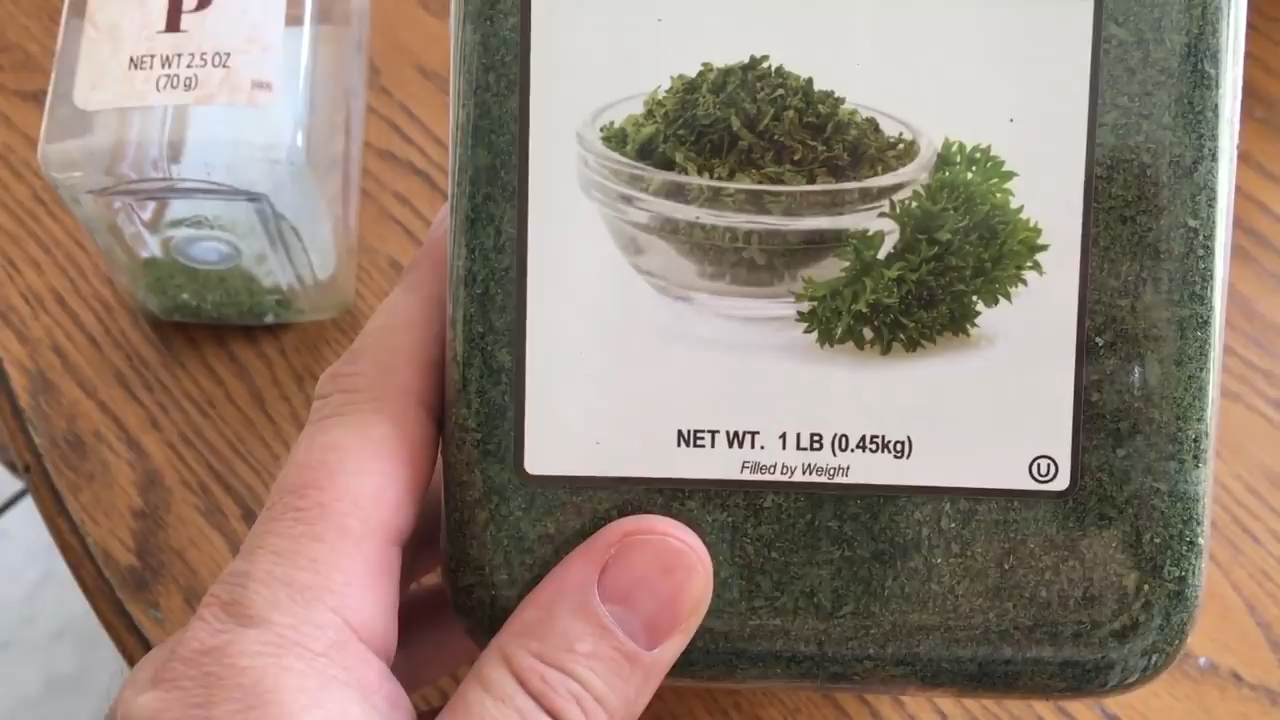 P
NET WT 2.5 OZ
(70 g)
NET WT. 1 LB (0.45kg)
Filled by Weight
U